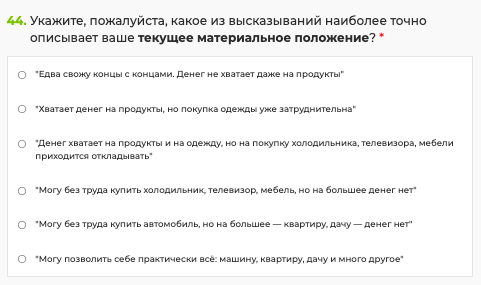 44. Укажите, пожалуйста, какое из высказываний наиболее точно
описывает ваше текущее материальное положение? *
"Едва свожу концы с концами. Денег не хватает даже на продукты"
"Хватает денег на продукты, но покупка одежды уже затруднительна"
"Денег хватает на продукты и на одежду, но на покупку холодильника, телевизора, мебели
приходится откладывать"
"Могу без труда купить холодильник, телевизор, мебель, но на большее денег нет"
"Могу без труда купить автомобиль, но на большее — квартиру, дачу — денег нет"
"Могу позволить себе практически всё: машину, квартиру, дачу и много другое"